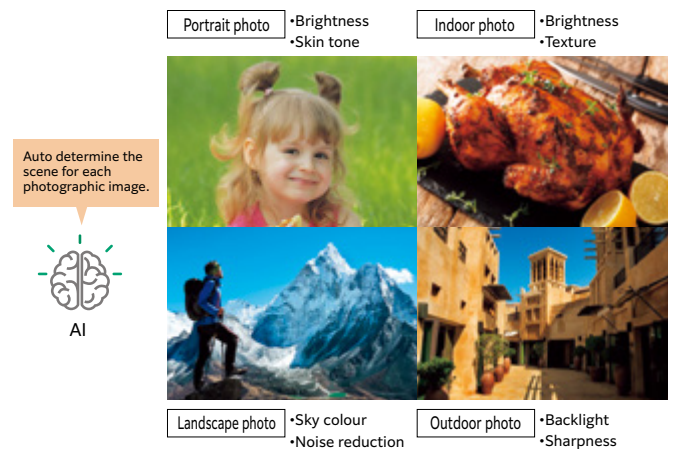 Portrait photo
•Brightness
•Skin tone
Indoor photo
•Brightness
•Texture
Auto determine the
scene for each
photographic image.
AI
Landscape photo
•Sky colour
•Noise reduction
Outdoor photo
•Backlight
•Sharpness